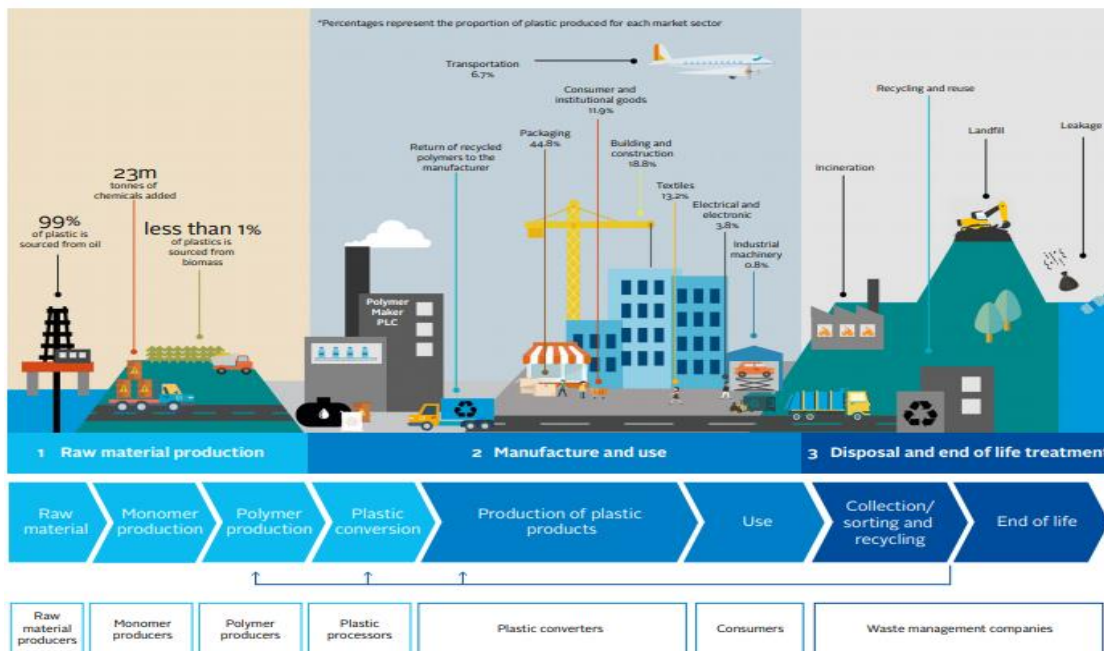 *Percentages represent the proportion of plastic produced for each market sector
Transportation
6.7%
Consumer and
institutional goods
11.9%
Packaging
44.8%
Building and
construction
18.8%
Return of recycled
polymers to the
manufacturer
Textiles
13.2%
Electrical and
electronic
3.8%
Industrial
machinery
0.8%
Recycling and reuse
Landfill
Leakage
Incineration
23m
tonnes of
chemicals added
99%
of plastic is
sourced from oil
less than 1%
of plastics is
sourced from
biomass
Polymer
Maker
PLC
1 Raw material production
2 Manufacture and use
3 Disposal and end of life treatment
Raw
material
Monomer
production
Polymer
production
Plastic
conversion
Production of plastic
products
Use
Collection/
sorting and
recycling
End of life
Raw
material
producers
Monomer
producers
Polymer
producers
Plastic
processors
Plastic converters
Consumers
Waste management companies